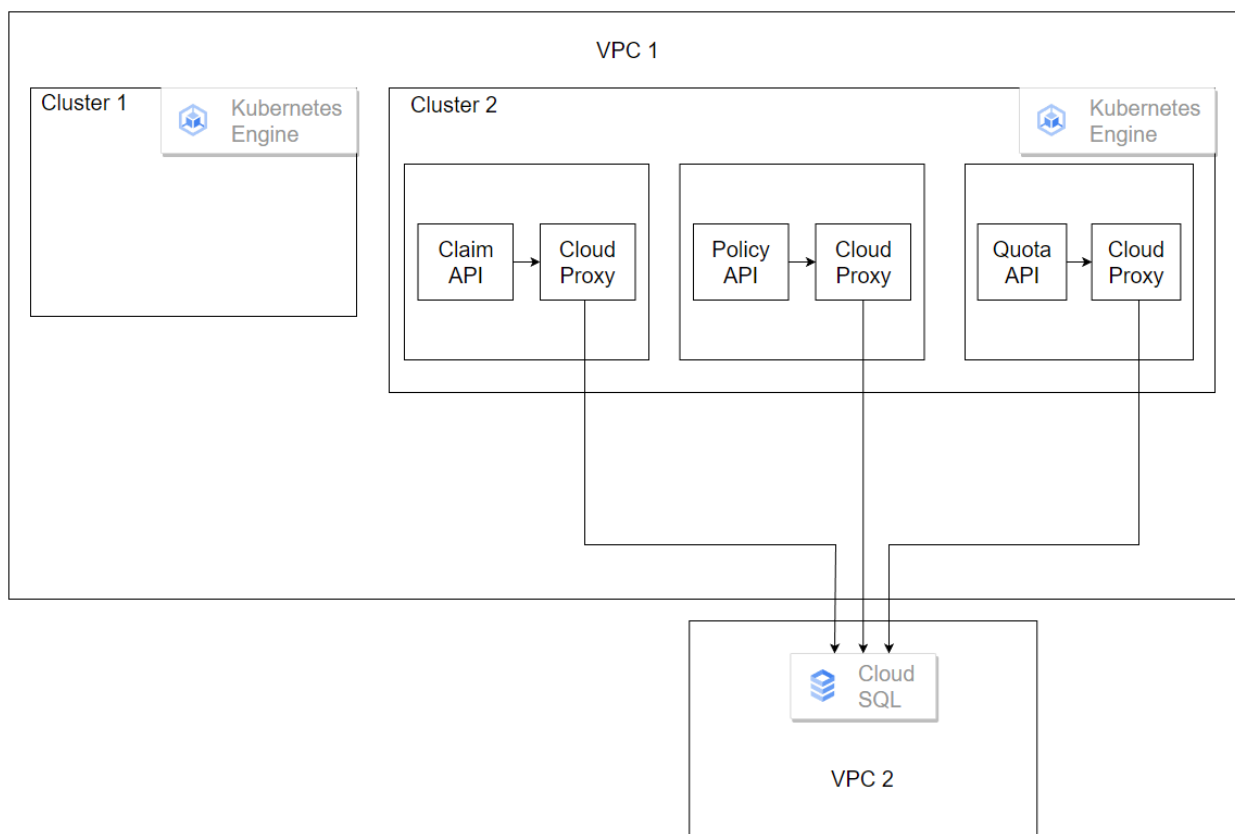 VPC 1
Cluster 1
Kubernetes
Engine
Cluster 2
Kubernetes
Engine
Claim
API
Cloud
Proxy
Policy
API
Cloud
Proxy
Quota
API
Cloud
Proxy
Cloud
SQL
VPC 2